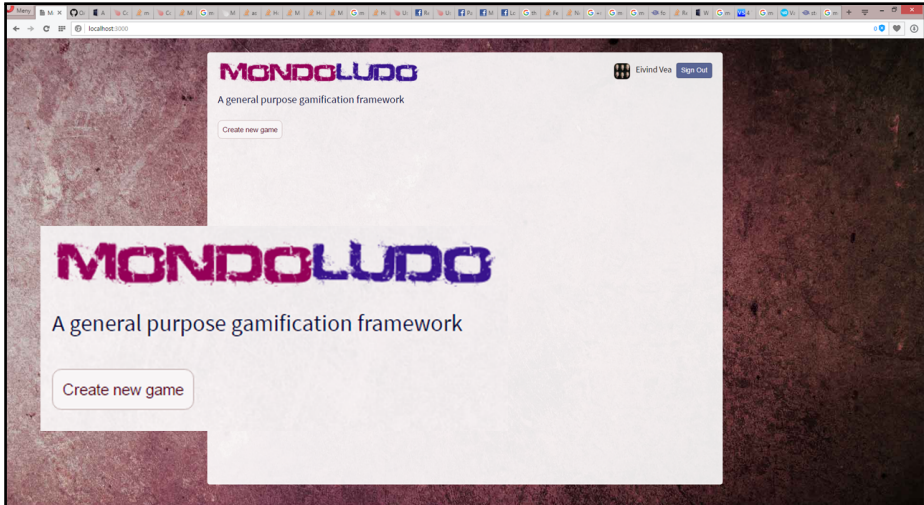 Menu
localhost:3000
MONDOLUDO
Eivind Vea
Sign Out
A general purpose gamification framework
Create new game
MONDOLUDO
A general purpose gamification framework
Create new game